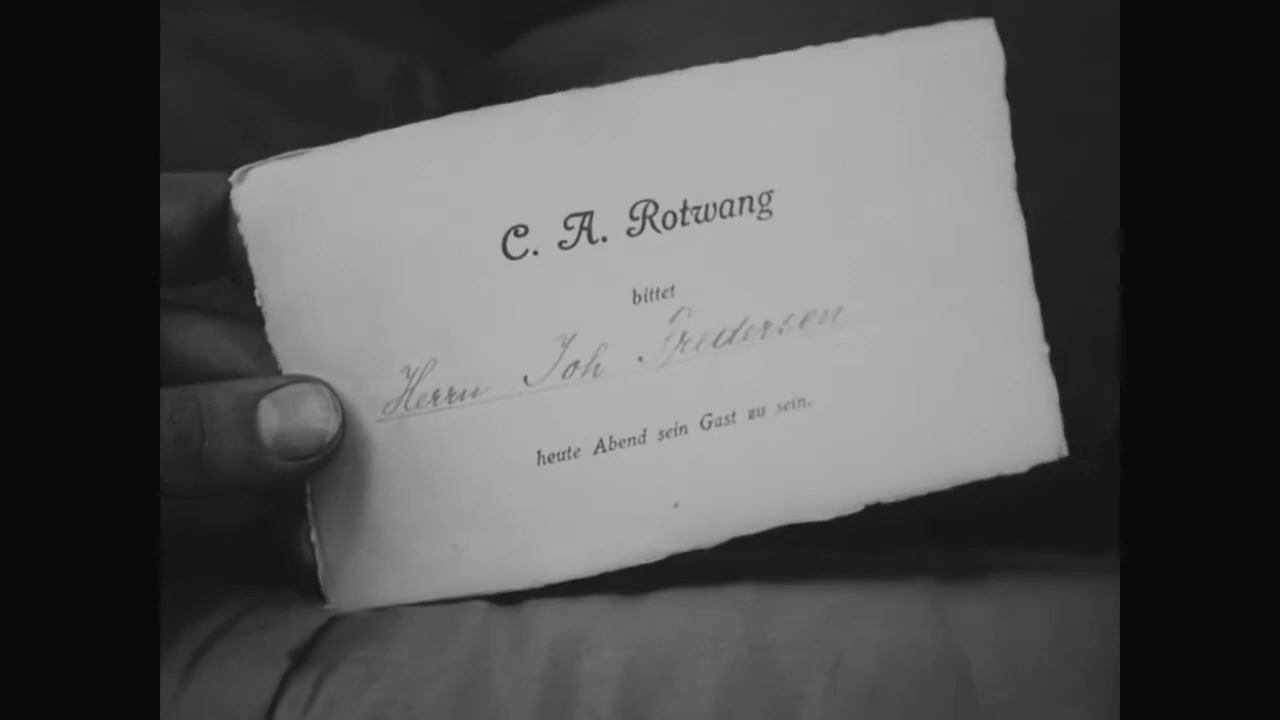 C. A. Rotwang
bittet
Herrn Joh Fredersen
heute Abend sein Gast zu sein.